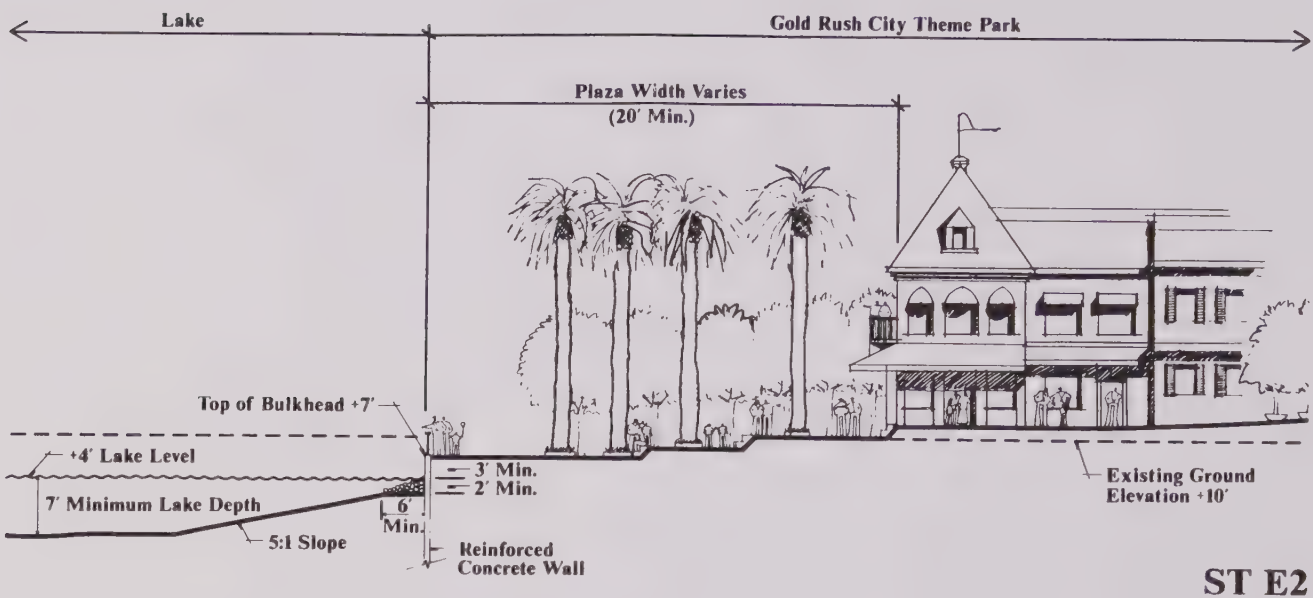 Lake
Gold Rush City Theme Park
Plaza Width Varies
(20' Min.)
Top of Bulkhead +7'
+4' Lake Level
3' Min.
2' Min.
7' Minimum Lake Depth
6'
Min.
5:1 Slope
Reinforced
Concrete Wall
Existing Ground
Elevation +10'
ST E2